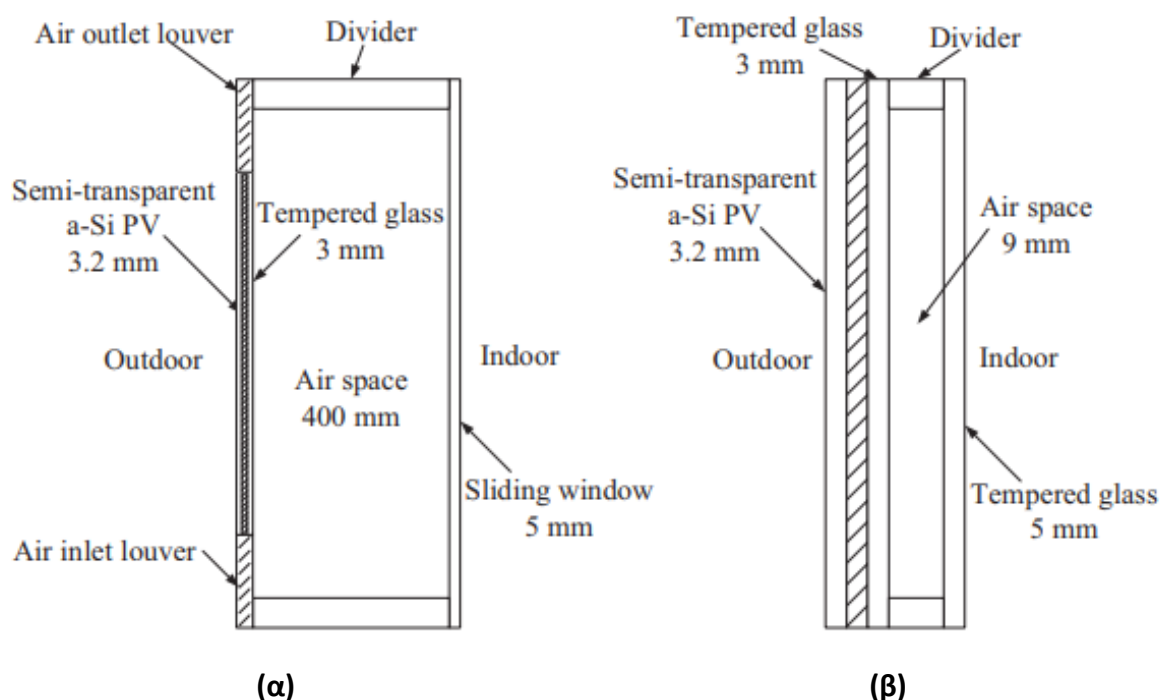 Air outlet louver
Divider
Semi-transparent
a-Si PV
3.2 mm
Tempered glass
3 mm
Outdoor
Air space
400 mm
Indoor
Sliding window
5 mm
Air inlet louver
(α)
Tempered glass
3 mm
Divider
Semi-transparent
a-Si PV
3.2 mm
Air space
9 mm
Outdoor
Indoor
Tempered glass
5 mm
(β)